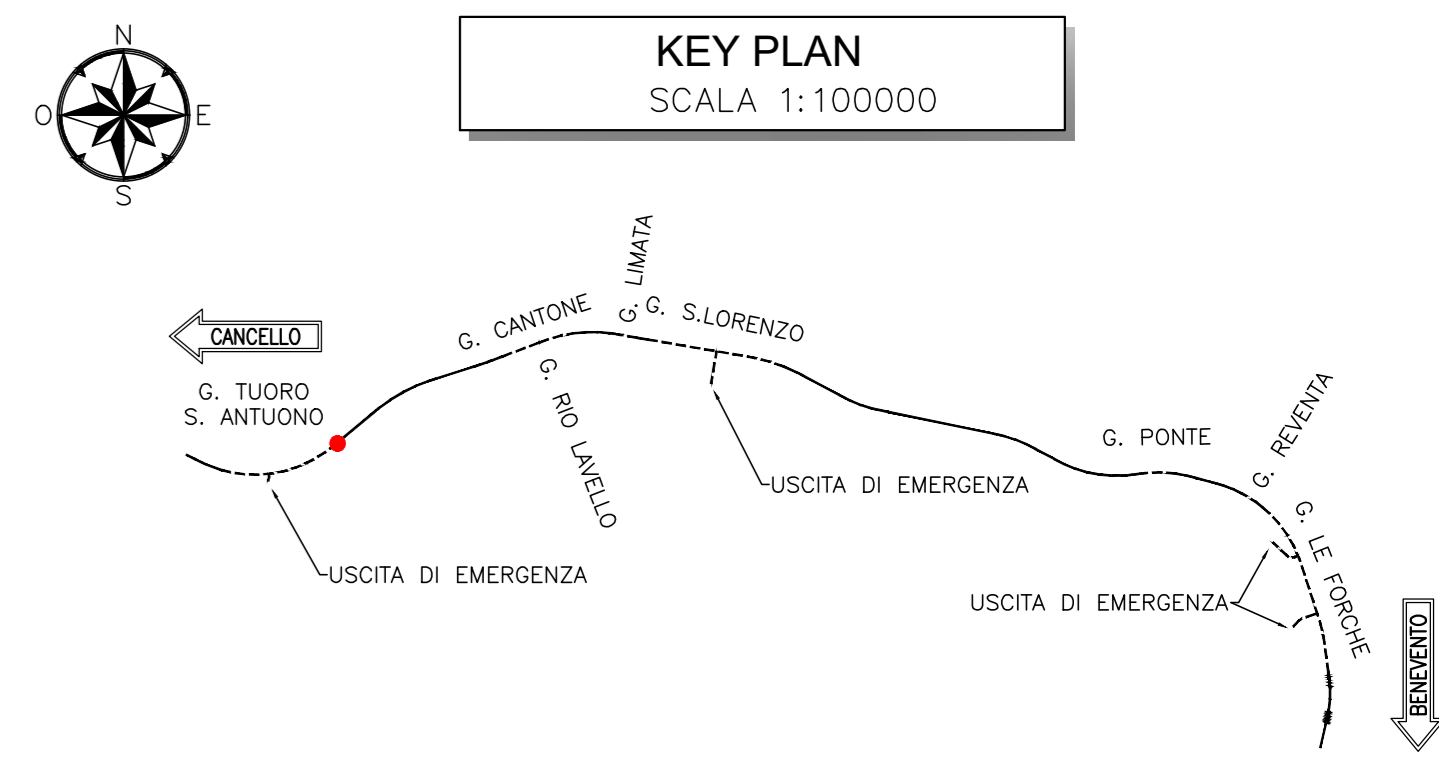 N
O
E
S
KEY PLAN
SCALA 1:100000
CANCELLO
G. TUORO
S. ANTUONO
G. CANTONE
G. LIMATA
G. S.LORENZO
G. RIO LAVELLO
USCITA DI EMERGENZA
USCITA DI EMERGENZA
G. PONTE
G. REVENTA
G. LE FORCHE
USCITA DI EMERGENZA
BENEVENTO